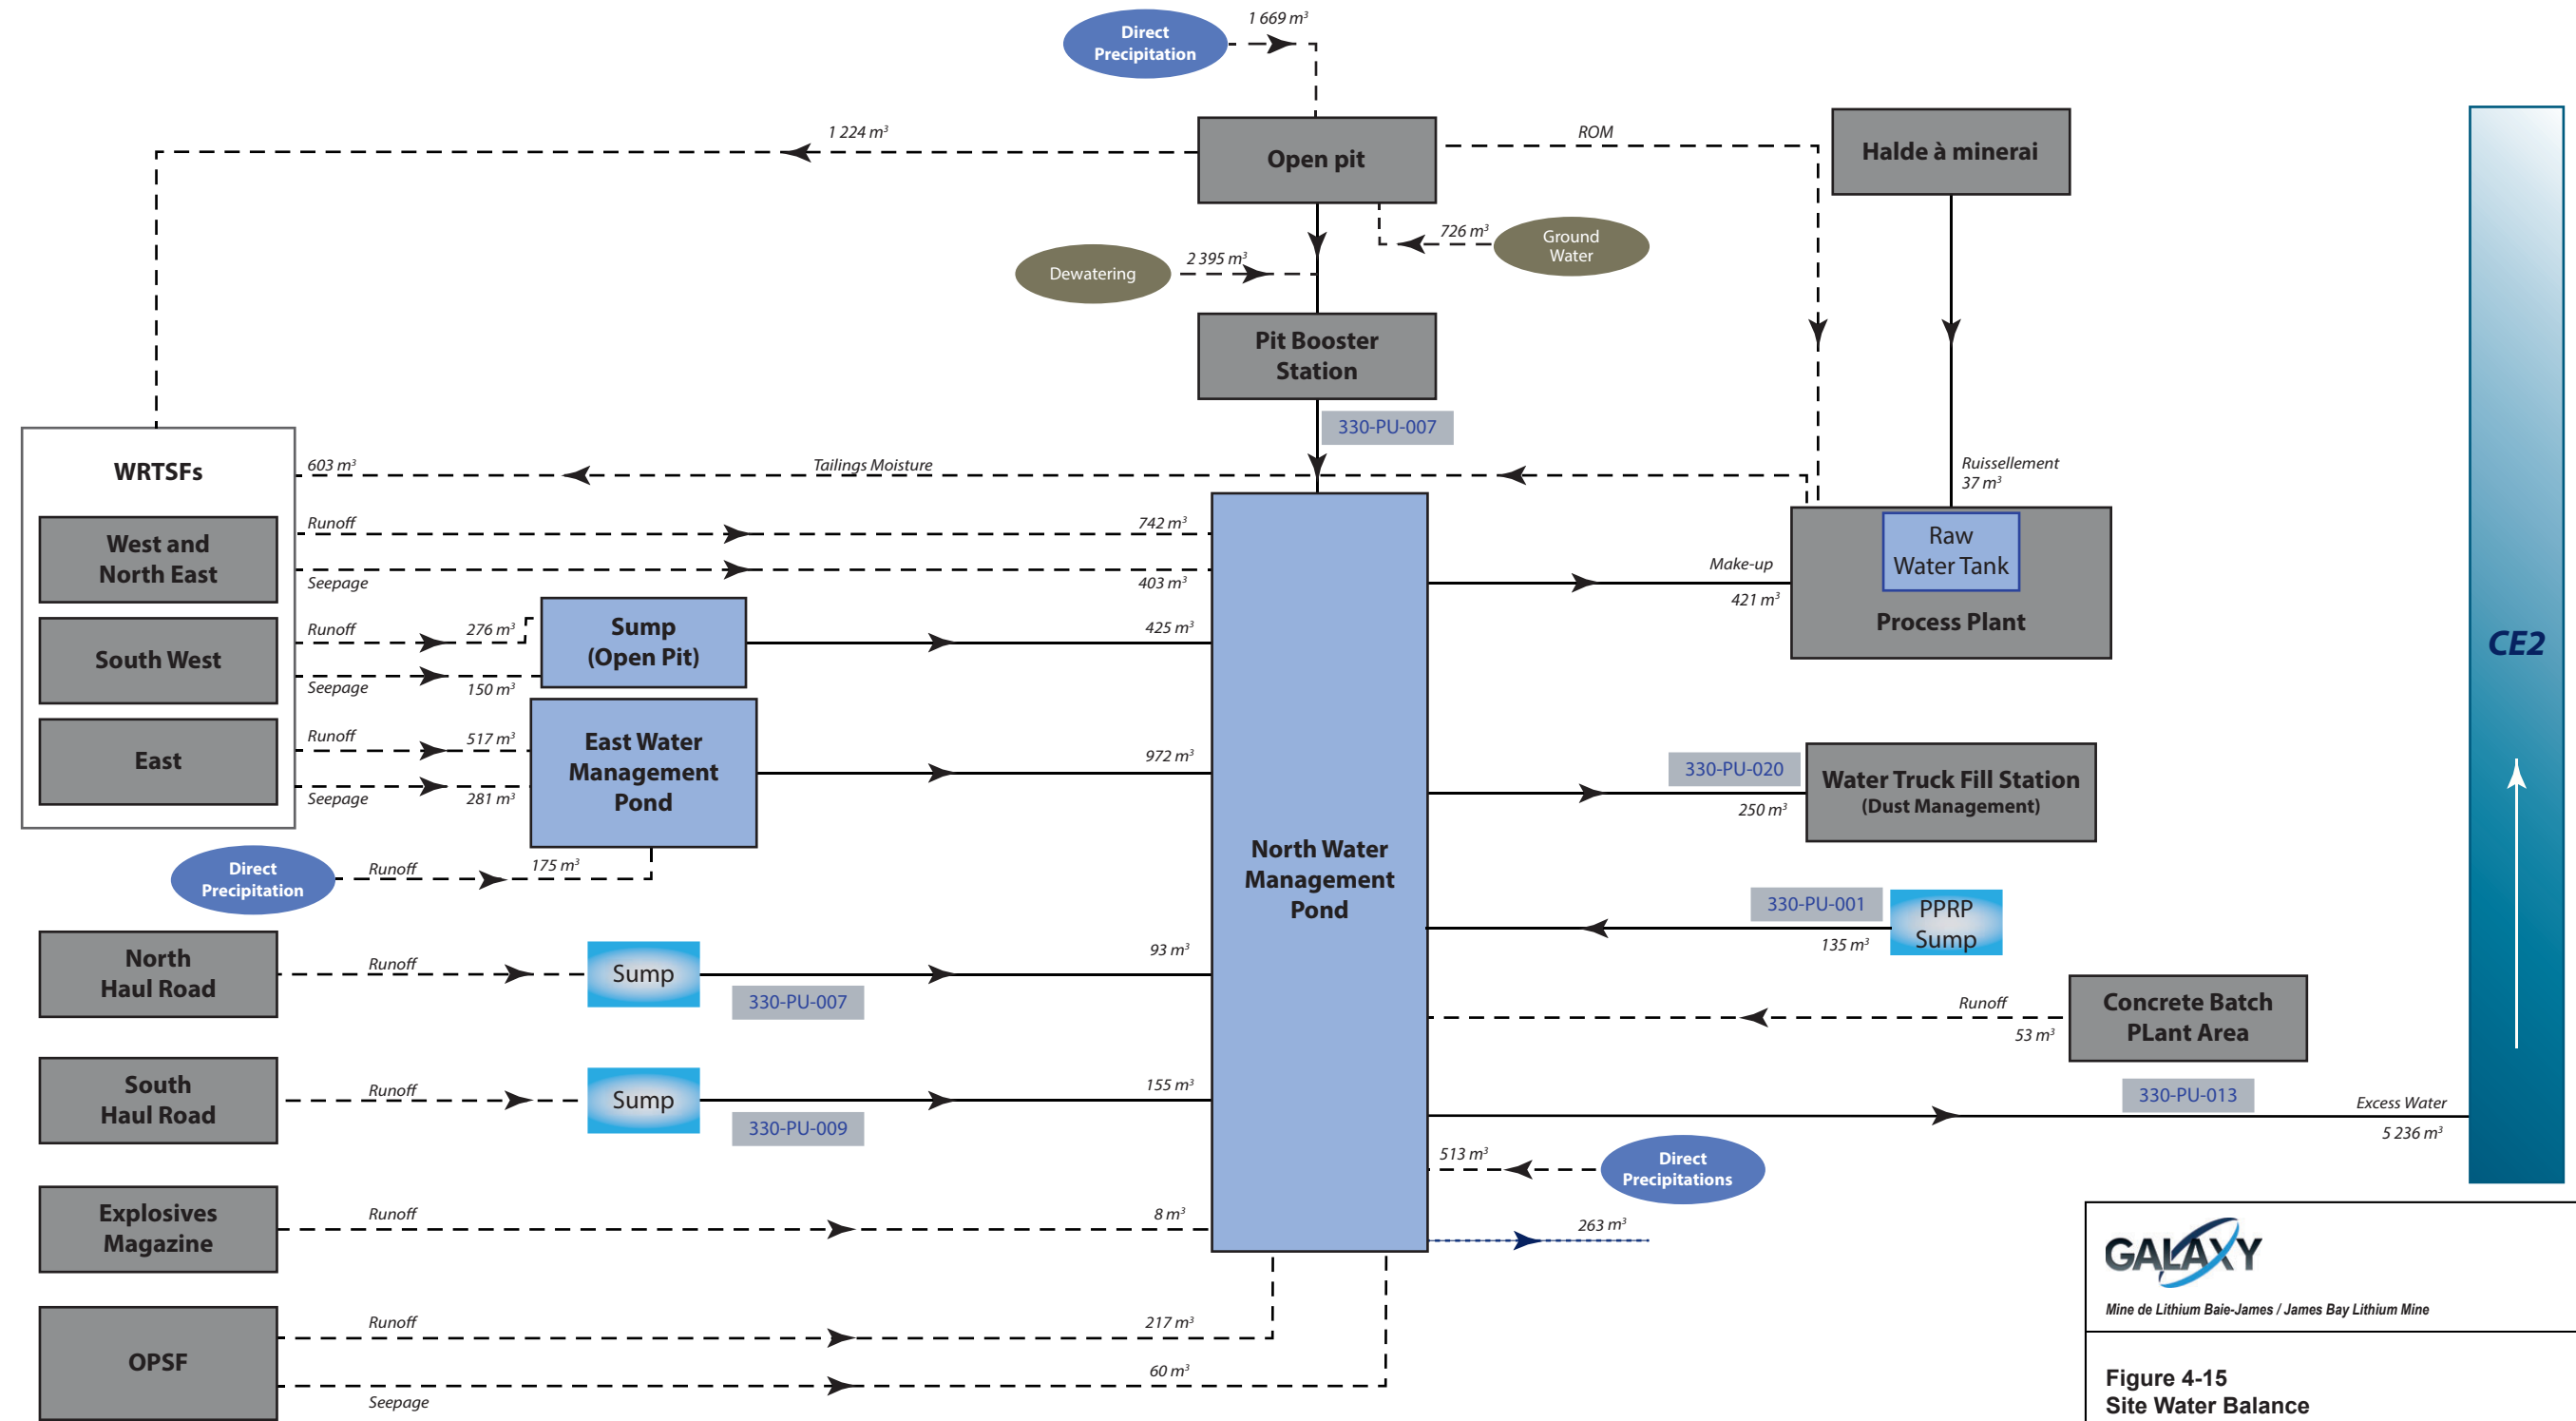 Direct
Precipitation
1 669 m³
1 224 m³
Open pit
ROM
Halde à minerai
726 m³
Ground
Water
Dewatering
2 395 m³
Pit Booster
Station
330-PU-007
WRTSFs
603 m³
Tailings Moisture
Ruissellement
37 m³
West and
North East
Runoff
742 m³
Seepage
403 m³
Raw
Water Tank
Process Plant
Make-up
421 m³
South West
Runoff
276 m³
Seepage
150 m³
Sump
(Open Pit)
425 m³
East
Runoff
517 m³
Seepage
281 m³
East Water
Management
Pond
972 m³
Direct
Precipitation
Runoff
175 m³
North Water
Management
Pond
330-PU-020
250 m³
Water Truck Fill Station
(Dust Management)
330-PU-001
135 m³
PPRP
Sump
North
Haul Road
Runoff
Sump
330-PU-007
93 m³
Concrete Batch
PLant Area
Runoff
53 m³
South
Haul Road
Runoff
Sump
330-PU-009
155 m³
330-PU-013
Excess Water
5 236 m³
CE2
513 m³
Direct
Precipitations
263 m³
Explosives
Magazine
Runoff
8 m³
OPSF
Runoff
217 m³
Seepage
60 m³
GALAXY
Mine de Lithium Baie-James / James Bay Lithium Mine
Figure 4-15
Site Water Balance